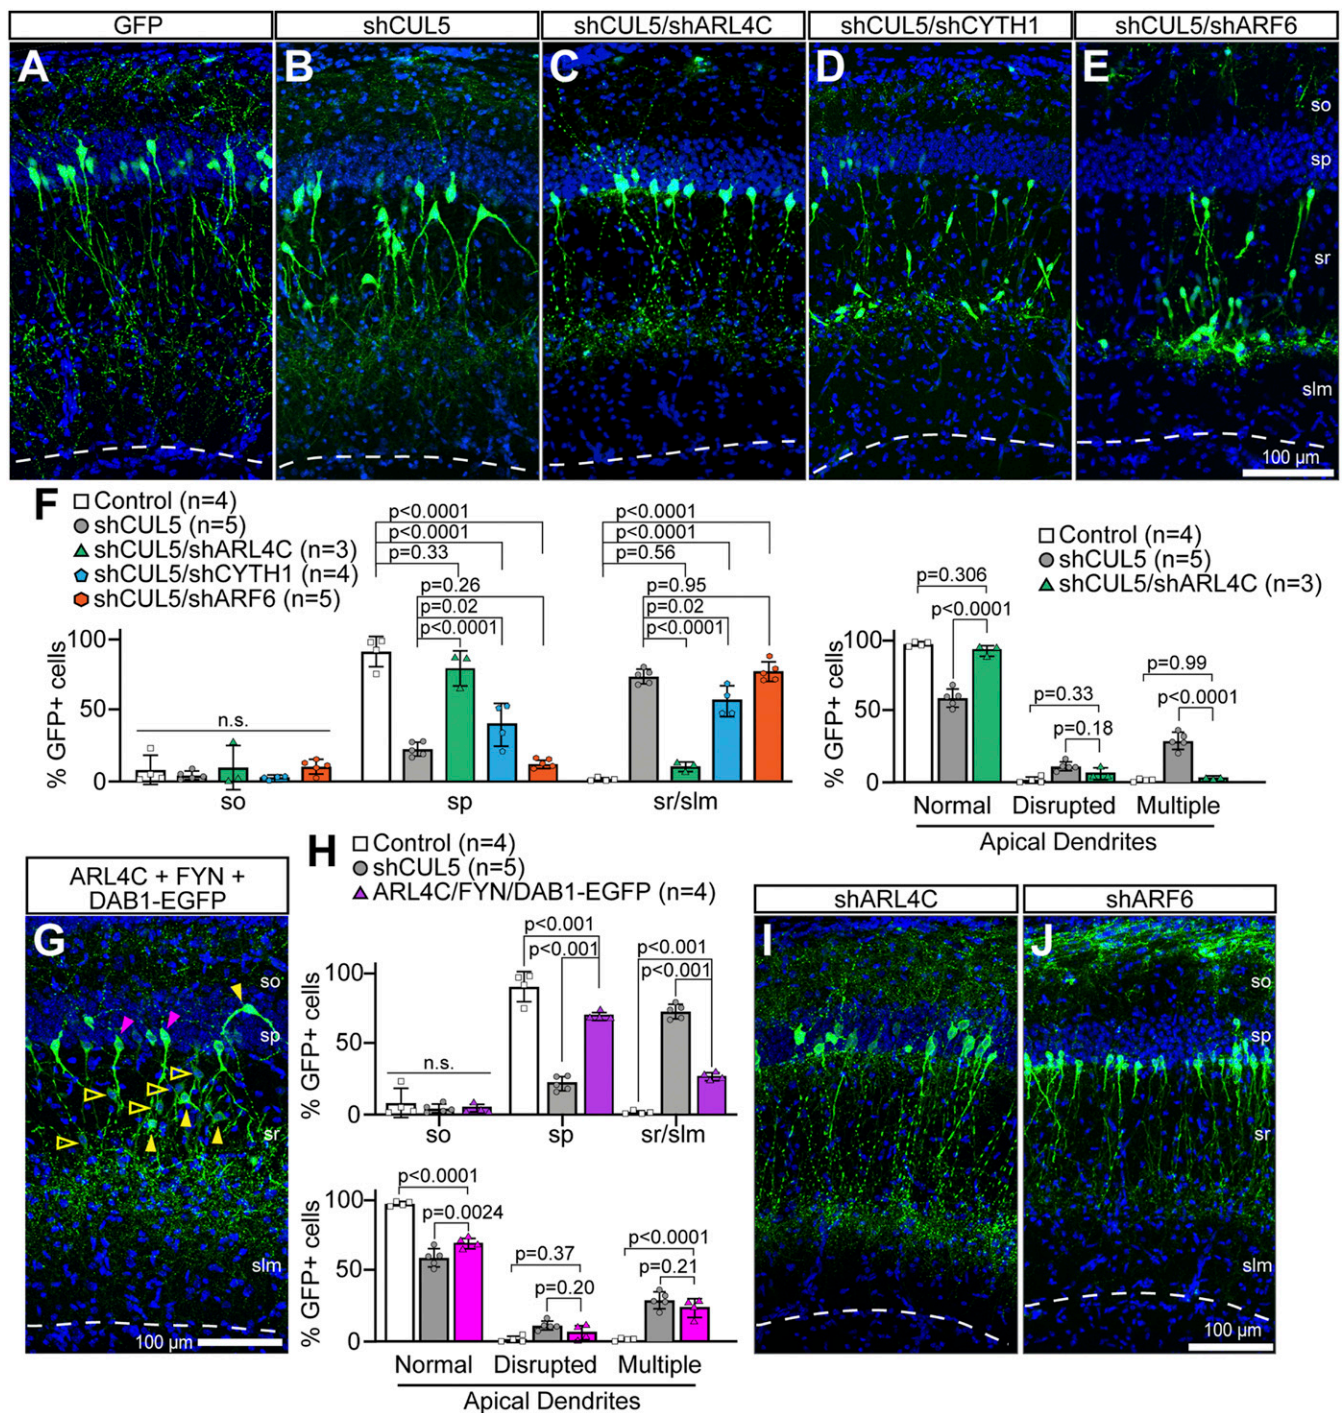 GFP
shCUL5
shCUL5/shARL4C
shCUL5/shCYTH1
shCUL5/shARF6
A
B
C
D
E
so
sp
sr
slm
100 µm
F
Control (n=4)
shCUL5 (n=5)
shCUL5/shARL4C (n=3)
shCUL5/shCYTH1 (n=4)
shCUL5/shARF6 (n=5)
p<0.0001
p<0.0001
p=0.33
p=0.26
p=0.02
p<0.0001
p<0.0001
p<0.0001
p=0.56
p=0.95
p=0.02
p<0.0001
n.s.
% GFP+ cells
100
50
0
so
sp
sr/slm
Control (n=4)
shCUL5 (n=5)
shCUL5/shARL4C (n=3)
p=0.306
p<0.0001
p=0.33
p=0.18
p=0.99
p<0.0001
% GFP+ cells
100
50
0
Normal
Disrupted
Multiple
Apical Dendrites
ARL4C + FYN +
DAB1-EGFP
G
so
sp
sr
slm
100 µm
H
Control (n=4)
shCUL5 (n=5)
ARL4C/FYN/DAB1-EGFP (n=4)
p<0.001
p<0.001
p<0.001
p<0.001
n.s.
% GFP+ cells
100
50
0
so
sp
sr/slm
p<0.0001
p=0.0024
p=0.37
p=0.20
p<0.0001
p=0.21
% GFP+ cells
100
50
0
Normal
Disrupted
Multiple
Apical Dendrites
shARL4C
shARF6
I
J
so
sp
sr
slm
100 µm